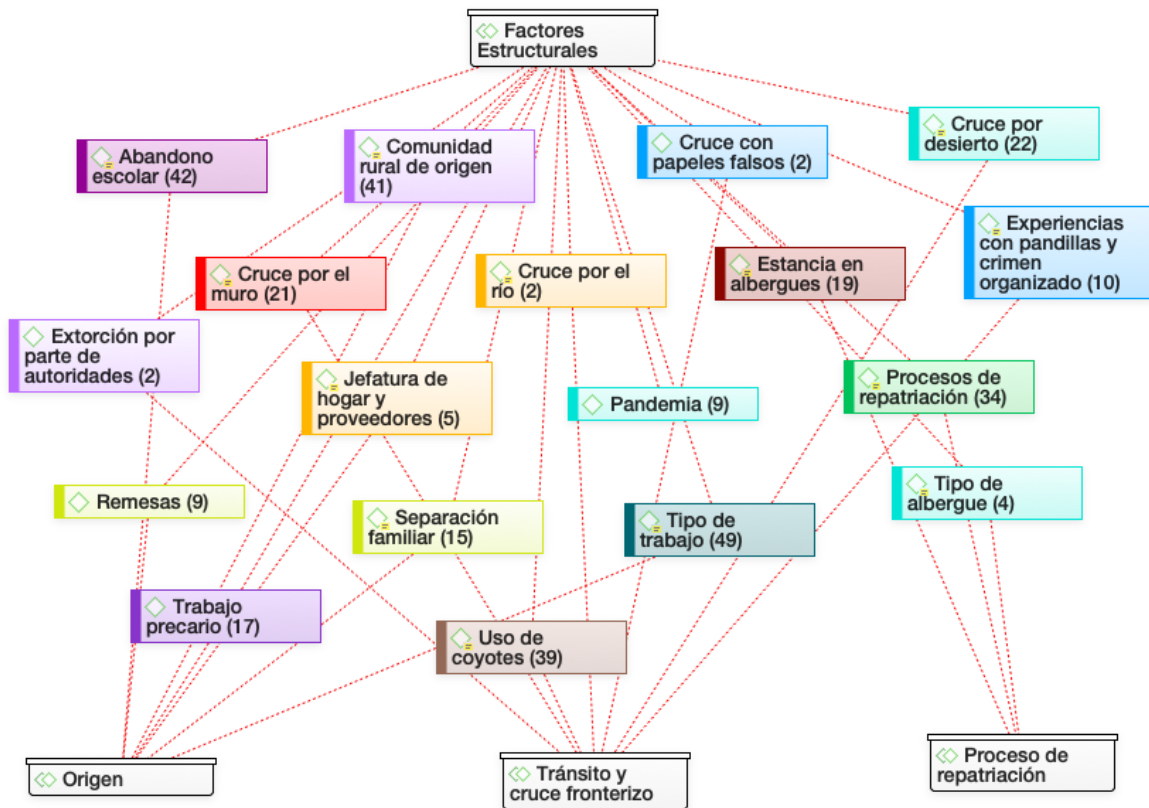 Factores
Estructurales
Abandono
escolar (42)
Comunidad
rural de origen
(41)
Cruce con
papeles falsos (2)
Cruce por
desierto (22)
Cruce por el
muro (21)
Cruce por el
río (2)
Estancia en
albergues (19)
Experiencias
con pandillas y
crimen
organizado (10)
Extorción por
parte de
autoridades (2)
Jefatura de
hogar y
proveedores (5)
Pandemia (9)
Procesos de
repatriación (34)
Remesas (9)
Separación
familiar (15)
Tipo de
trabajo (49)
Tipo de
albergue (4)
Trabajo
precario (17)
Uso de
coyotes (39)
Origen
Tránsito y
cruce fronterizo
Proceso de
repatriación